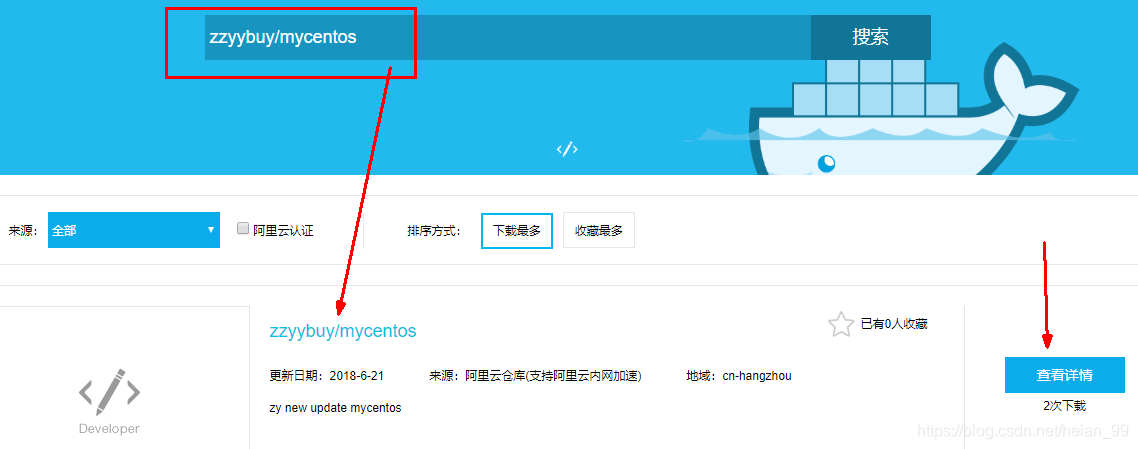 zzyybuy/mycentos
搜索
来源： 全部 阿里云认证 排序方式： 下载最多 收藏最多
zzyybuy/mycentos 已有0人收藏
更新日期：2018-6-21 来源：阿里云仓库(支持阿里云内网加速) 地域：cn-hangzhou 查看详情
zy new update mycentos 2次下载
Developer
https://blog.csdn.net/heian_99